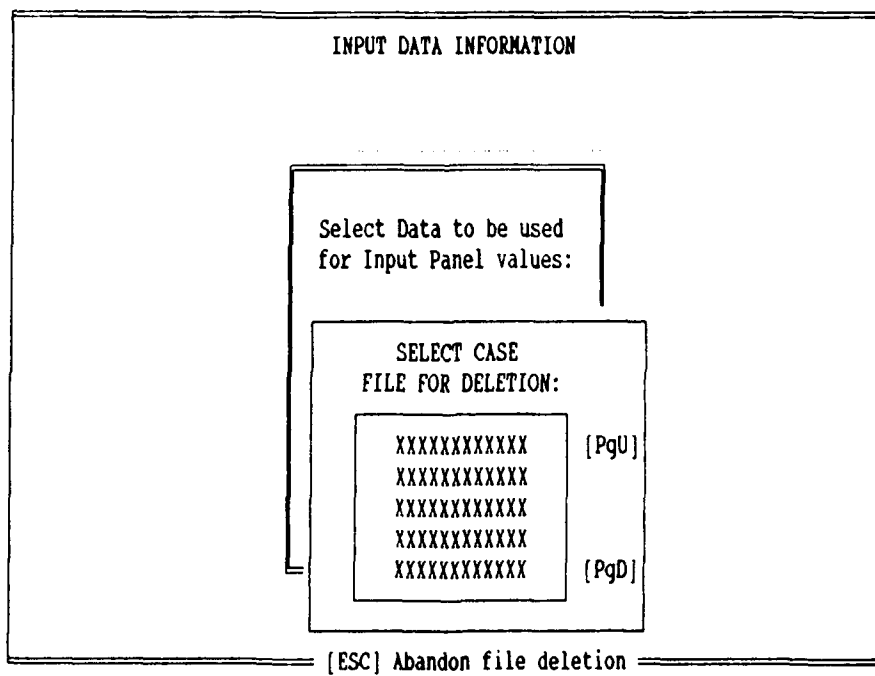 INPUT DATA INFORMATION
Select Data to be used
for Input Panel values:
SELECT CASE
FILE FOR DELETION:
XXXXXXXXXXXX [PgU]
XXXXXXXXXXXX
XXXXXXXXXXXX
XXXXXXXXXXXX
XXXXXXXXXXXX [PgD]
[ESC] Abandon file deletion